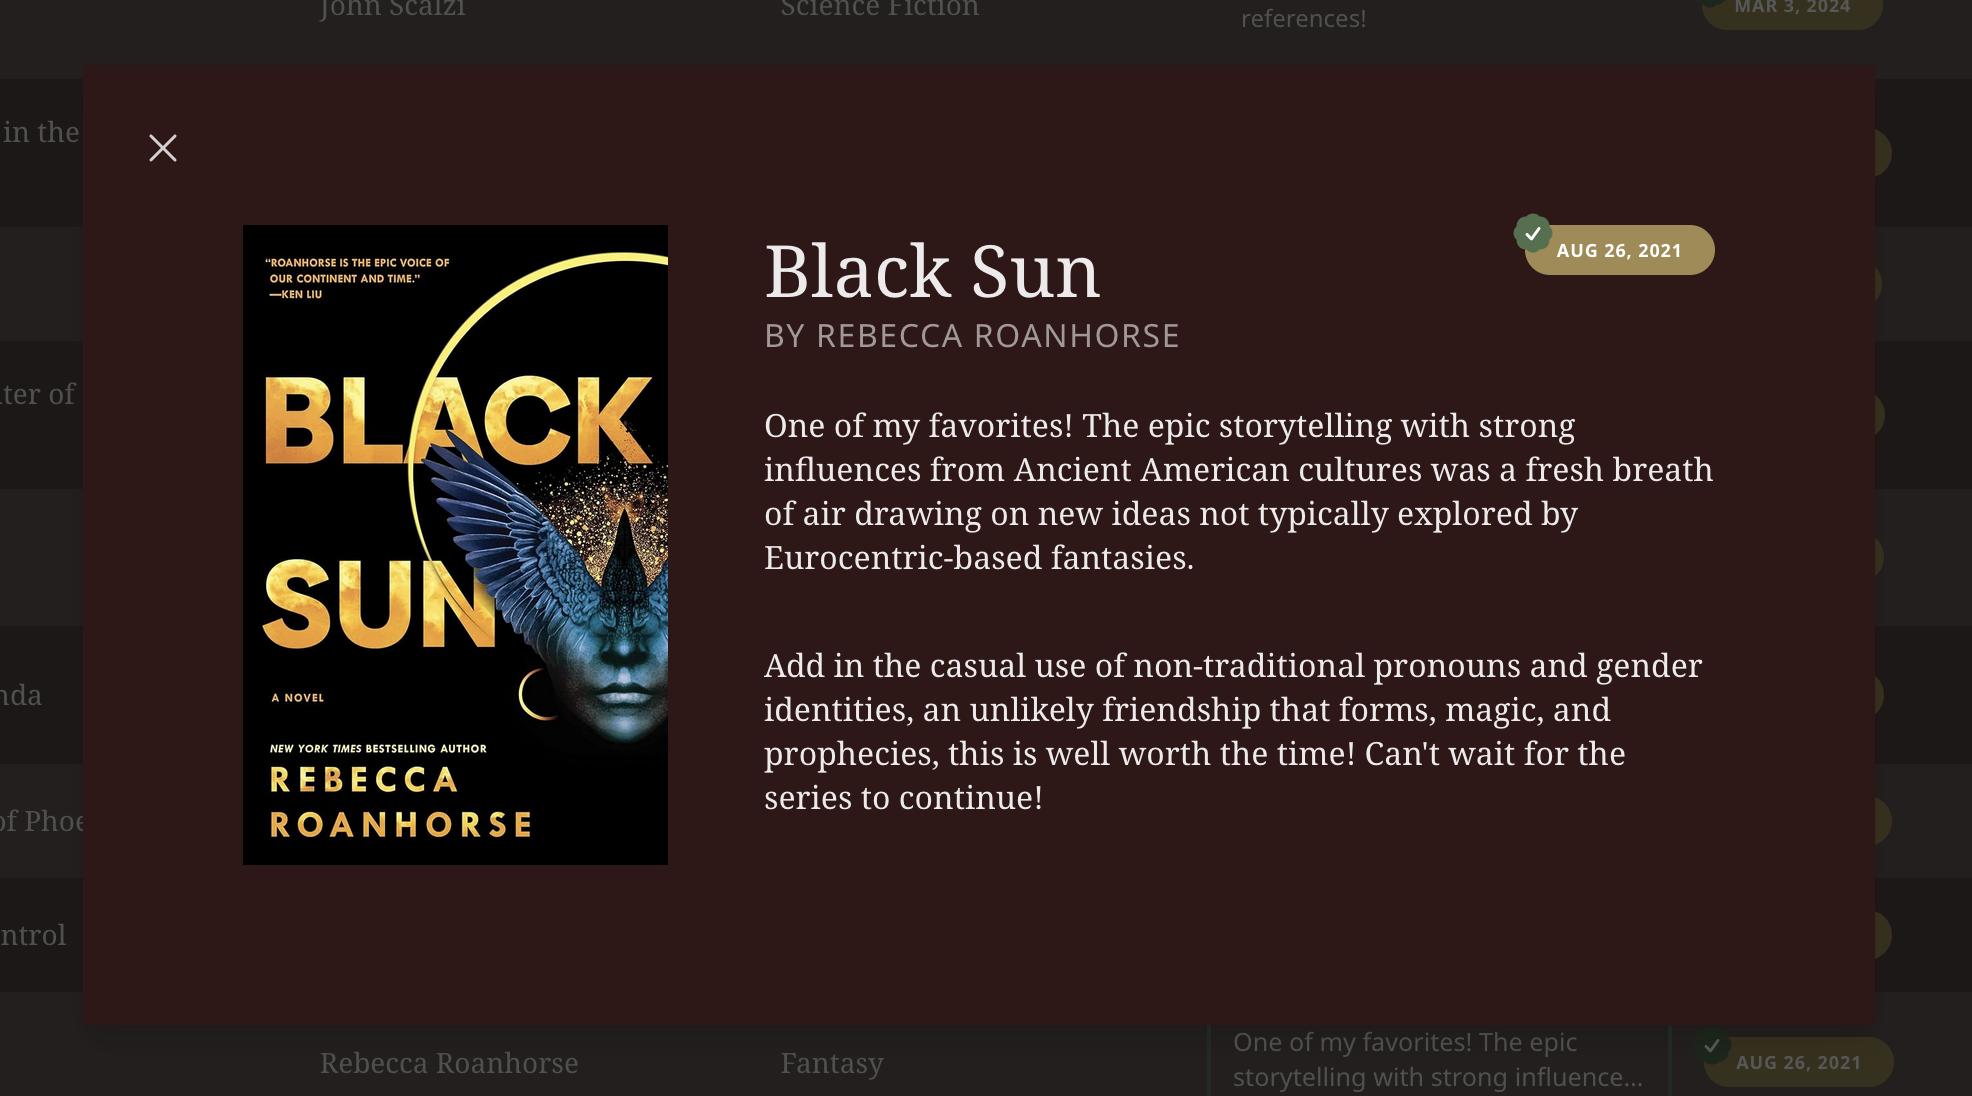 John Scalzi
Science Fiction
references!
MAR 3, 2024
in the
ter of
nda
of Phoe
ntrol
“ROANHORSE IS THE EPIC VOICE OF
OUR CONTINENT AND TIME.”
—KEN LIU
BLACK
SUN
A NOVEL
NEW YORK TIMES BESTSELLING AUTHOR
REBECCA
ROANHORSE
Black Sun
AUG 26, 2021
BY REBECCA ROANHORSE
One of my favorites! The epic storytelling with strong
influences from Ancient American cultures was a fresh breath
of air drawing on new ideas not typically explored by
Eurocentric-based fantasies.
Add in the casual use of non-traditional pronouns and gender
identities, an unlikely friendship that forms, magic, and
prophecies, this is well worth the time! Can't wait for the
series to continue!
Rebecca Roanhorse
Fantasy
One of my favorites! The epic
storytelling with strong influence...
AUG 26, 2021